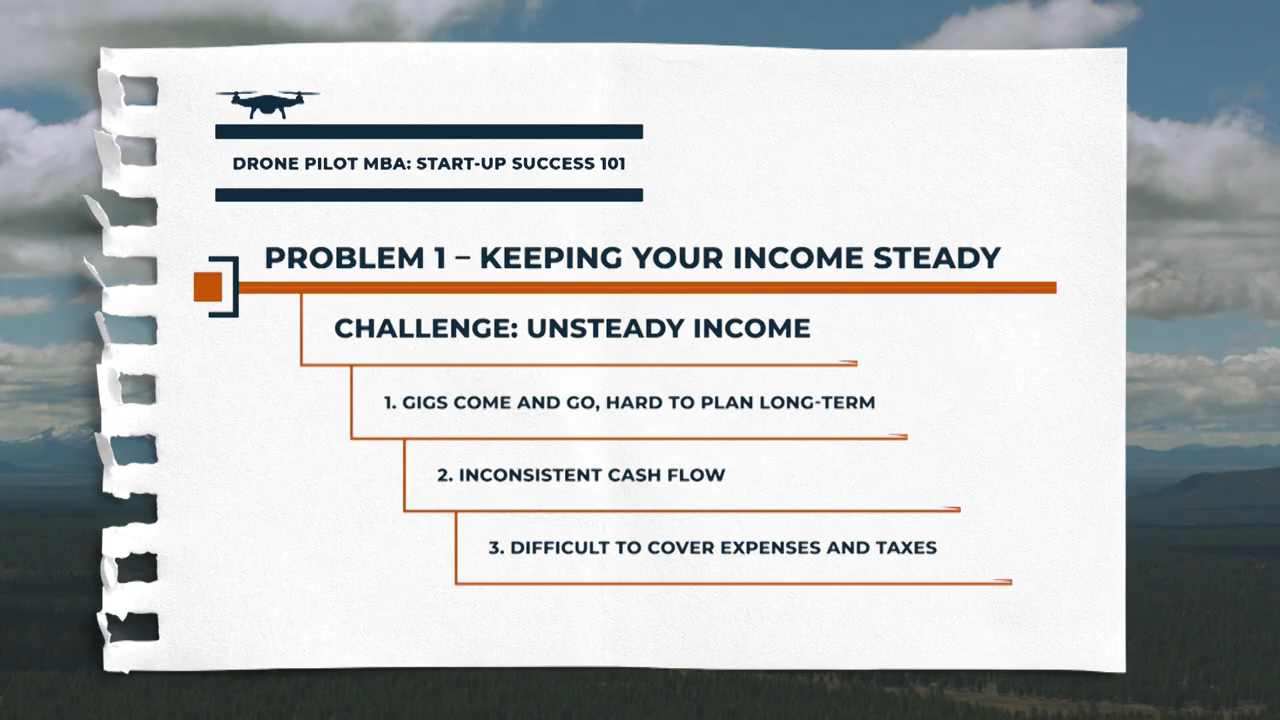 DRONE PILOT MBA: START-UP SUCCESS 101
PROBLEM 1 – KEEPING YOUR INCOME STEADY
CHALLENGE: UNSTEADY INCOME
1. GIGS COME AND GO, HARD TO PLAN LONG-TERM
2. INCONSISTENT CASH FLOW
3. DIFFICULT TO COVER EXPENSES AND TAXES